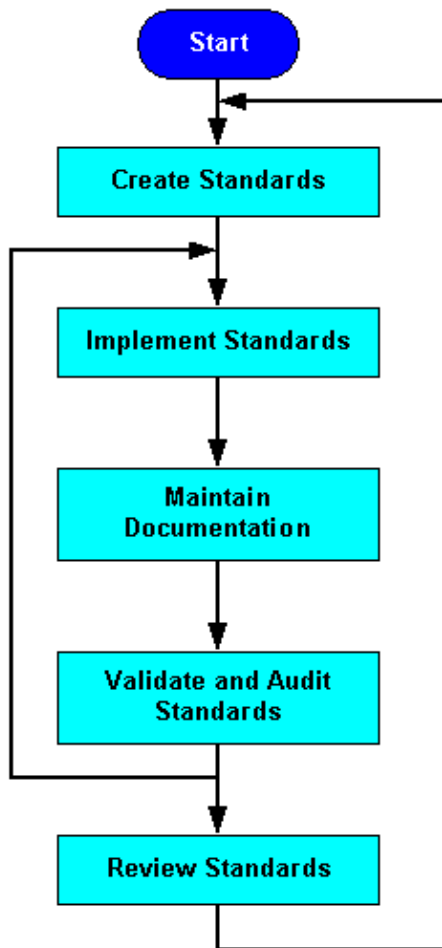 Start
Create Standards
Implement Standards
Maintain
Documentation
Validate and Audit
Standards
Review Standards